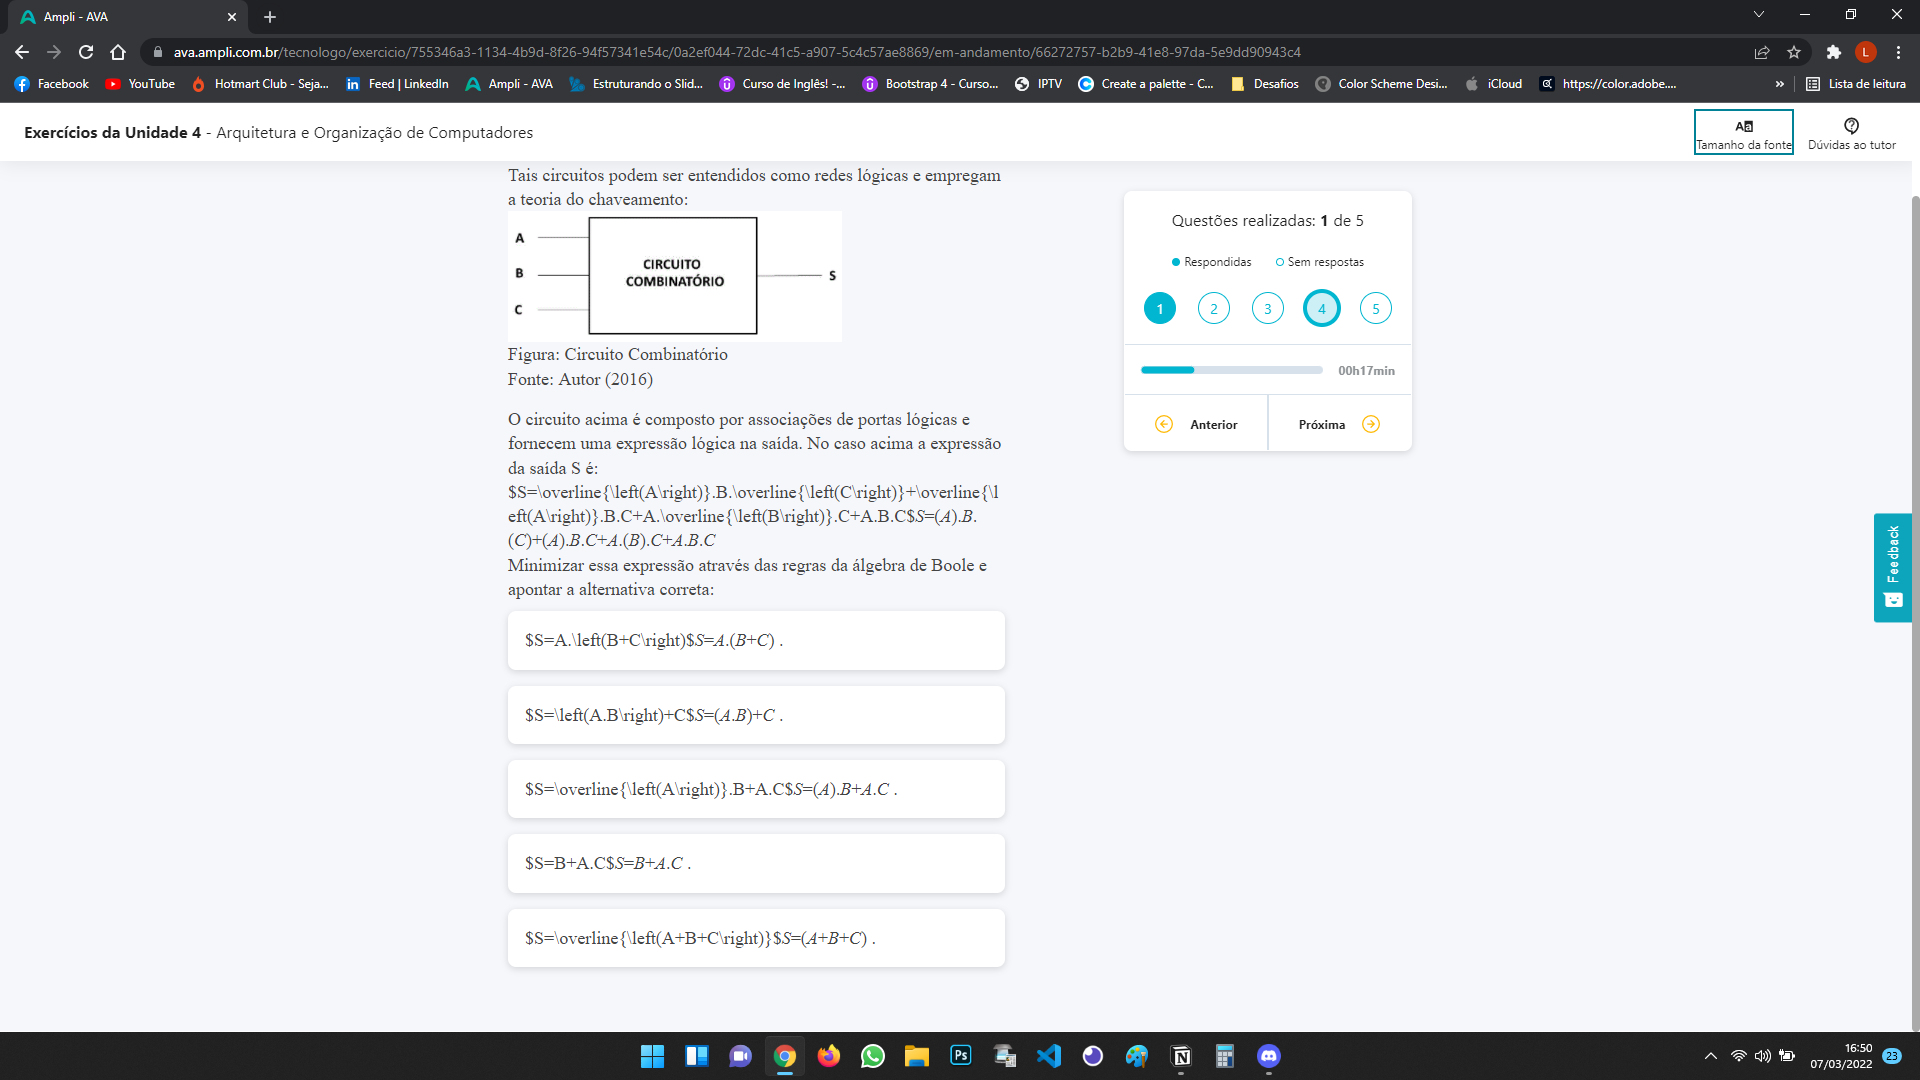 Ampli - AVA
ava.ampli.com.br/tecnologo/exercicio/755346a3-1134-4b9d-8f26-94f57341e54c/0a2ef044-72dc-41c5-a907-5c4c57ae8869/em-andamento/66272757-b2b9-41e8-97da-5e9dd90943c4
L
Facebook YouTube Hotmart Club - Seja... Feed | LinkedIn Ampli - AVA Estruturando o Slid... Curso de Inglês! -... Bootstrap 4 - Curso... IPTV Create a palette - C... Desafios Color Scheme Desi... iCloud https://color.adobe.... » Lista de leitura
Exercícios da Unidade 4 - Arquitetura e Organização de Computadores
Tamanho da fonte
Dúvidas ao tutor
Tais circuitos podem ser entendidos como redes lógicas e empregam
a teoria do chaveamento:
A
B
C
CIRCUITO
COMBINATÓRIO
S
Figura: Circuito Combinatório
Fonte: Autor (2016)
O circuito acima é composto por associações de portas lógicas e
fornecem uma expressão lógica na saída. No caso acima a expressão
da saída S é:
$S=\overline{\left(A\right)}.B.\overline{\left(C\right)}+\overline{\l
eft(A\right)}.B.C+A.\overline{\left(B\right)}.C+A.B.C$S=(A).B.
(C)+(A).B.C+A.(B).C+A.B.C
Minimizar essa expressão através das regras da álgebra de Boole e
apontar a alternativa correta:
$S=A.\left(B+C\right)$S=A.(B+C) .
$S=\left(A.B\right)+C$S=(A.B)+C .
$S=\overline{\left(A\right)}.B+A.C$S=(A).B+A.C .
$S=B+A.C$S=B+A.C .
$S=\overline{\left(A+B+C\right)}$S=(A+B+C) .
Questões realizadas: 1 de 5
Respondidas Sem respostas
1 2 3 4 5
00h17min
Anterior Próxima
Feedback
Ps
N
16:50
07/03/2022
23